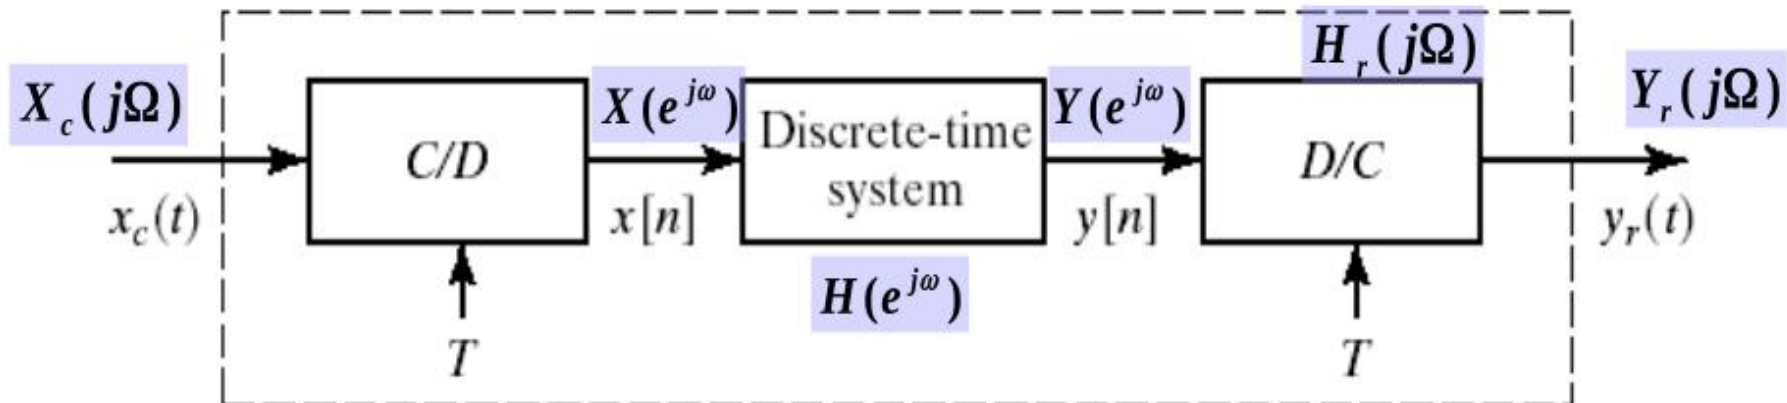 H_r(jΩ)
X_c(jΩ)
X(e^{jω})
Y(e^{jω})
Y_r(jΩ)
C/D
Discrete-time
system
D/C
x_c(t)
x[n]
y[n]
y_r(t)
H(e^{jω})
T
T